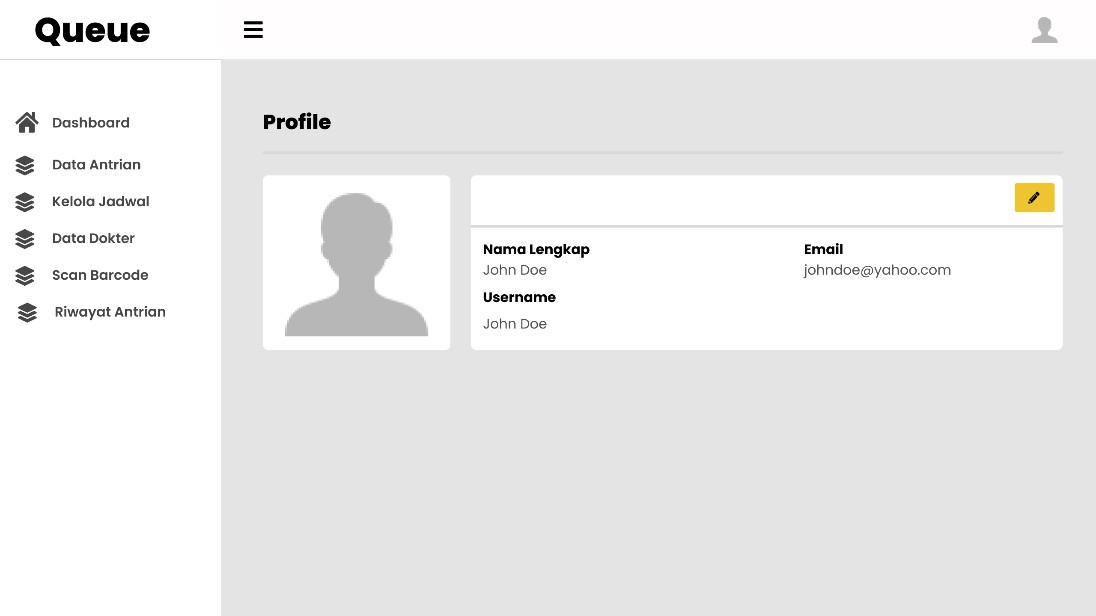 Queue
Dashboard
Data Antrian
Kelola Jadwal
Data Dokter
Scan Barcode
Riwayat Antrian
Profile
Nama Lengkap
John Doe
Email
johndoe@yahoo.com
Username
John Doe